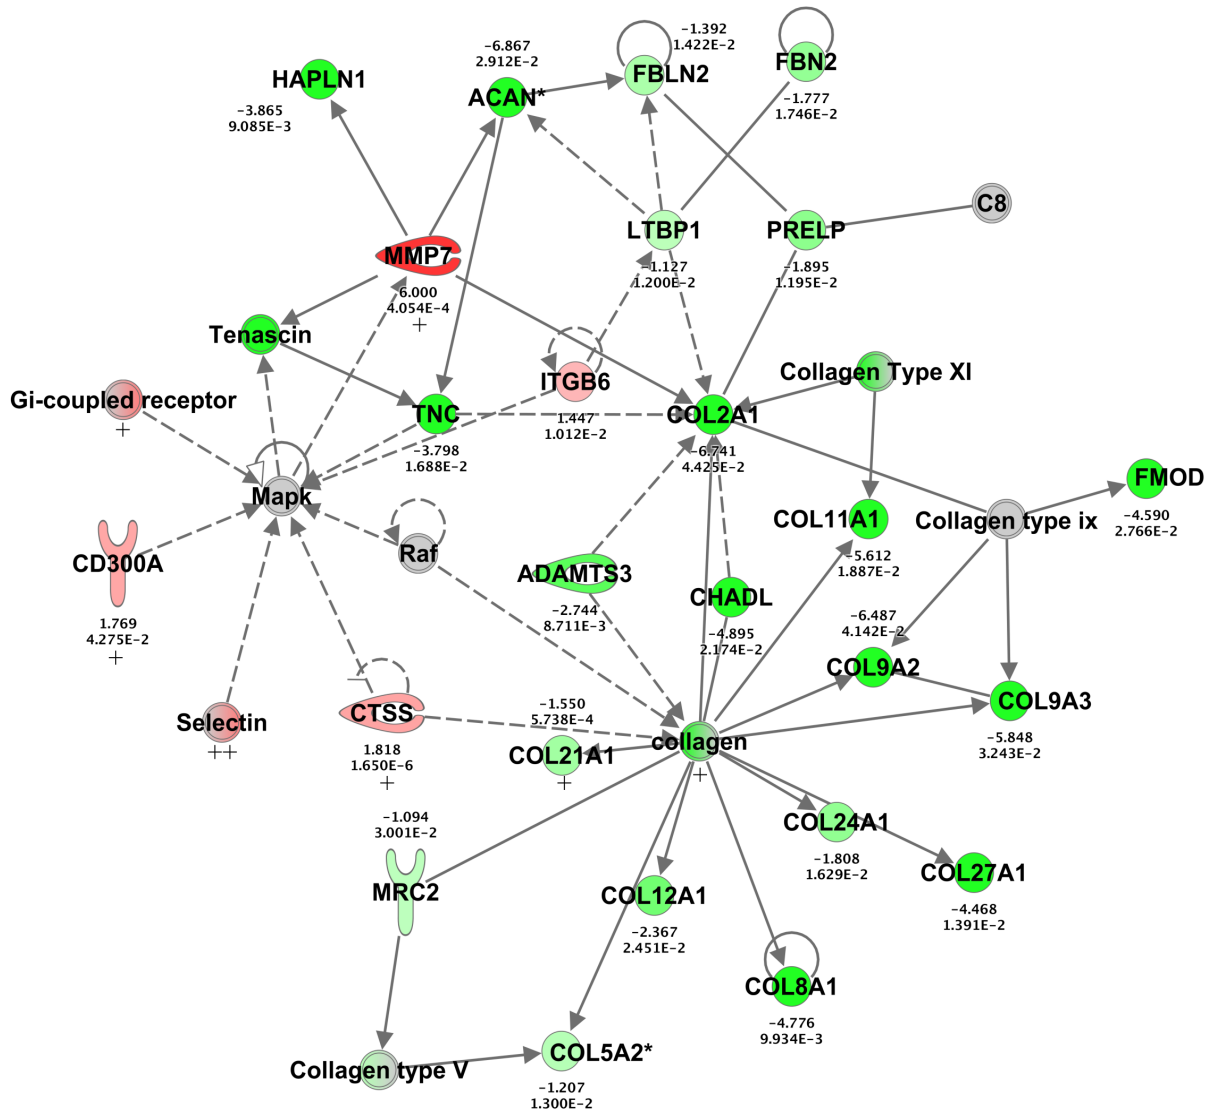 -1.392
1.422E-2
FBLN2
FBN2
-1.777
1.746E-2
-6.867
2.912E-2
ACAN*
HAPLN1
-3.865
9.085E-3
C8
LTBP1
-1.127
1.200E-2
PRELP
-1.895
1.195E-2
MMP7
6.000
4.054E-4
+
Tenascin
Gi-coupled receptor
+
TNC
-3.798
1.688E-2
ITGB6
1.447
1.012E-2
Collagen Type XI
COL2A1
-6.741
4.425E-2
Mapk
Raf
CD300A
1.769
4.275E-2
+
COL11A1
-5.612
1.887E-2
Collagen type ix
FMOD
-4.590
2.766E-2
ADAMTS3
-2.744
8.711E-3
CHADL
-4.895
2.174E-2
-6.487
4.142E-2
COL9A2
COL9A3
-5.848
3.243E-2
Selectin
++
CTSS
1.818
1.650E-6
+
-1.550
5.738E-4
COL21A1
+
collagen
+
-1.094
3.001E-2
MRC2
COL24A1
-1.808
1.629E-2
COL27A1
-4.468
1.391E-2
COL12A1
-2.367
2.451E-2
COL8A1
-4.776
9.934E-3
Collagen type V
COL5A2*
-1.207
1.300E-2